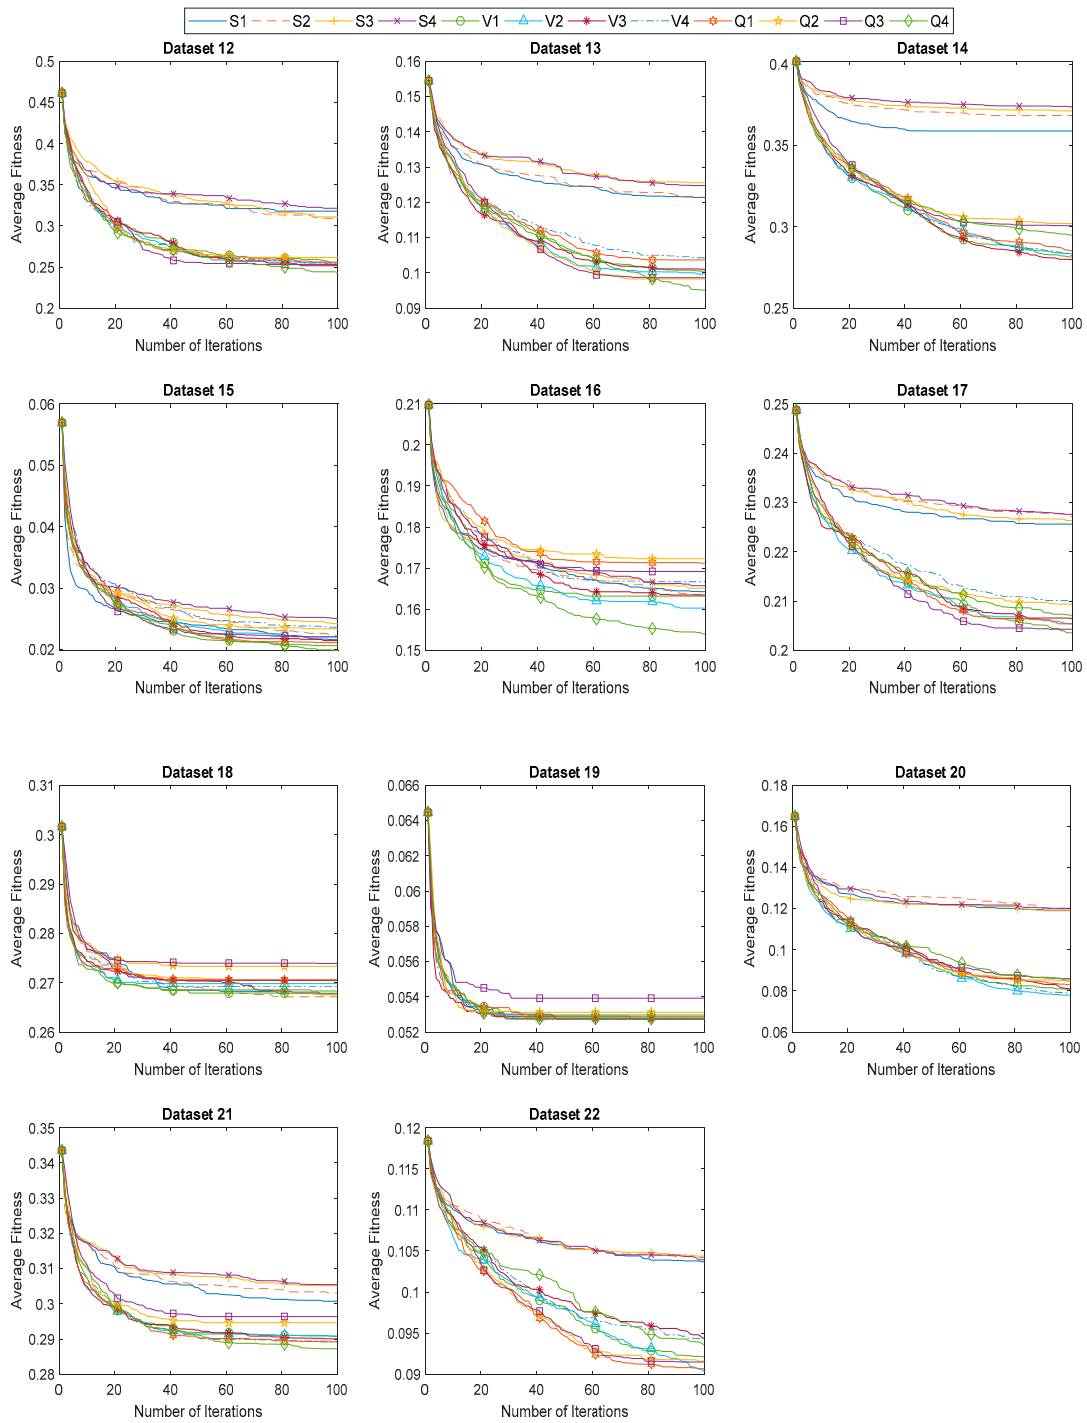 S1 S2 S3 S4 V1 V2 V3 V4 Q1 Q2 Q3 Q4
Dataset 12
Average Fitness
0.5
0.45
0.4
0.35
0.3
0.25
0.2
0 20 40 60 80 100
Number of Iterations
Dataset 13
Average Fitness
0.16
0.15
0.14
0.13
0.12
0.11
0.1
0.09
0 20 40 60 80 100
Number of Iterations
Dataset 14
Average Fitness
0.4
0.35
0.3
0.25
0 20 40 60 80 100
Number of Iterations
Dataset 15
Average Fitness
0.06
0.05
0.04
0.03
0.02
0 20 40 60 80 100
Number of Iterations
Dataset 16
Average Fitness
0.21
0.2
0.19
0.18
0.17
0.16
0.15
0 20 40 60 80 100
Number of Iterations
Dataset 17
Average Fitness
0.25
0.24
0.23
0.22
0.21
0.2
0 20 40 60 80 100
Number of Iterations
Dataset 18
Average Fitness
0.31
0.3
0.29
0.28
0.27
0.26
0 20 40 60 80 100
Number of Iterations
Dataset 19
Average Fitness
0.066
0.064
0.062
0.06
0.058
0.056
0.054
0.052
0 20 40 60 80 100
Number of Iterations
Dataset 20
Average Fitness
0.18
0.16
0.14
0.12
0.1
0.08
0.06
0 20 40 60 80 100
Number of Iterations
Dataset 21
Average Fitness
0.35
0.34
0.33
0.32
0.31
0.3
0.29
0.28
0 20 40 60 80 100
Number of Iterations
Dataset 22
Average Fitness
0.12
0.115
0.11
0.105
0.1
0.095
0.09
0 20 40 60 80 100
Number of Iterations